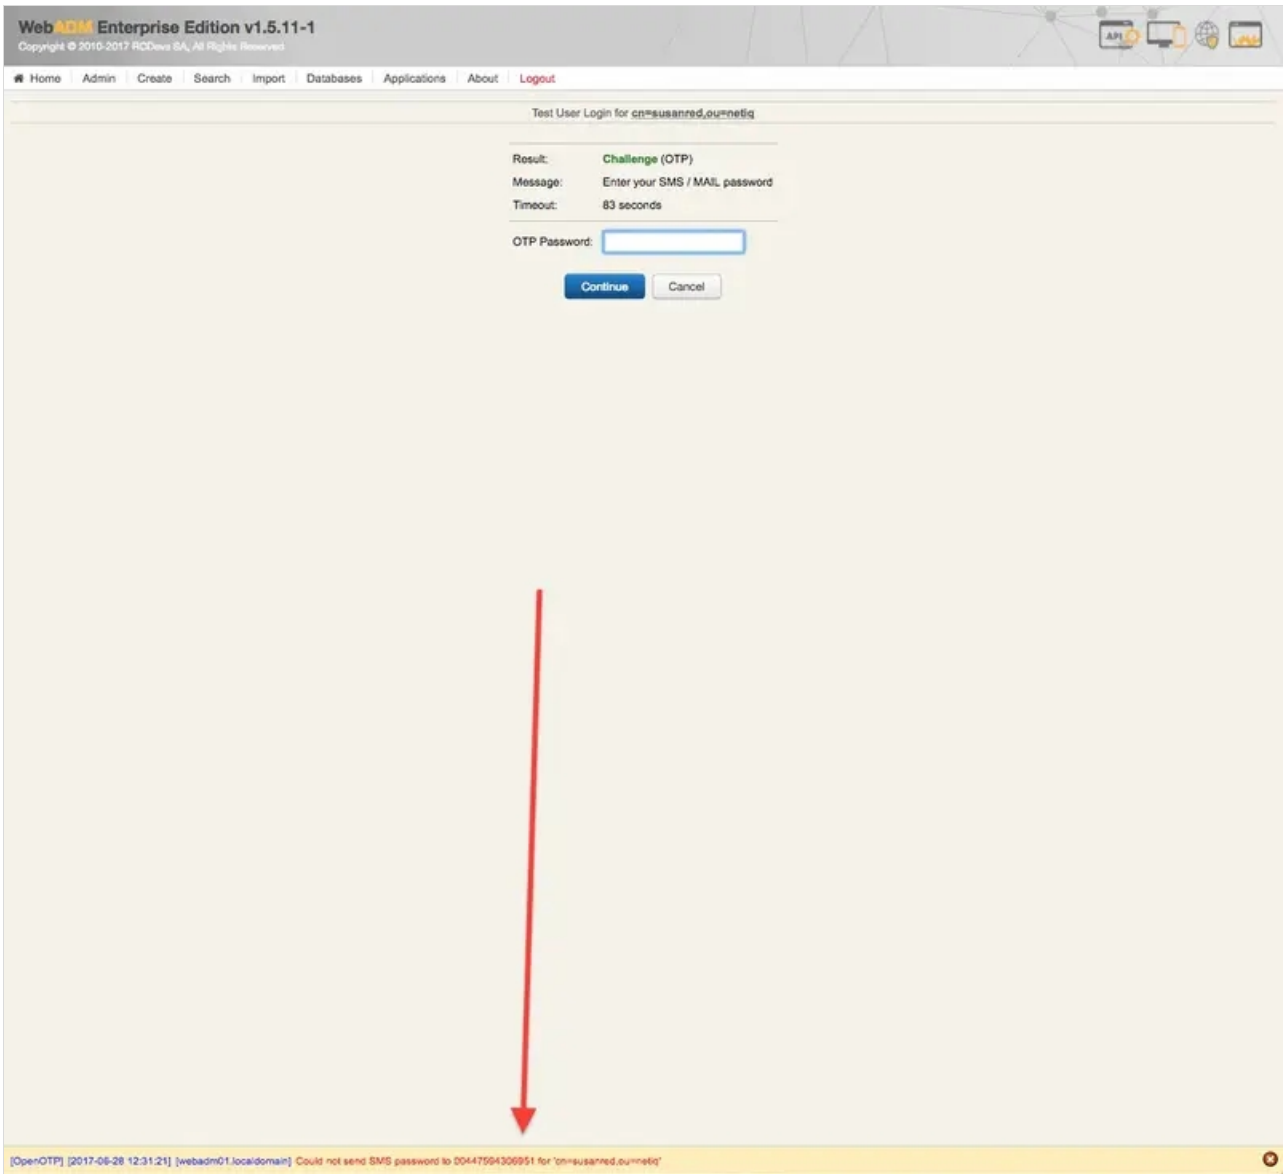 WebADM Enterprise Edition v1.5.11-1
Copyright © 2010-2017 RCDevs SA, All Rights Reserved
API
Home Admin Create Search Import Databases Applications About Logout
Test User Login for cn=susanred,ou=netiq
Result: Challenge (OTP)
Message: Enter your SMS / MAIL password
Timeout: 83 seconds
OTP Password:
Continue Cancel
[OpenOTP] [2017-06-28 12:31:21] [webadm01.localdomain] Could not send SMS password to 00447594306951 for 'cn=susanred,ou=netiq'